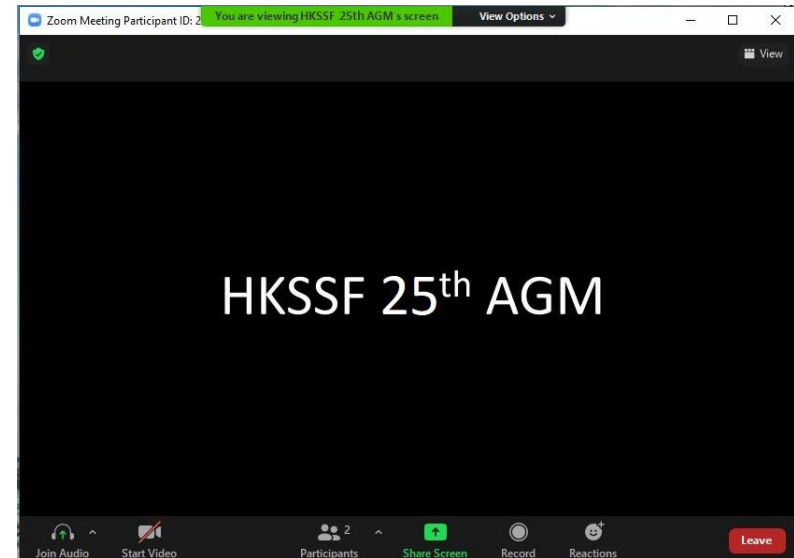 Zoom Meeting Participant ID: 2
You are viewing HKSSF 25th AGM's screen
View Options
View
HKSSF 25th AGM
2
Join Audio
Start Video
Participants
Share Screen
Record
Reactions
Leave